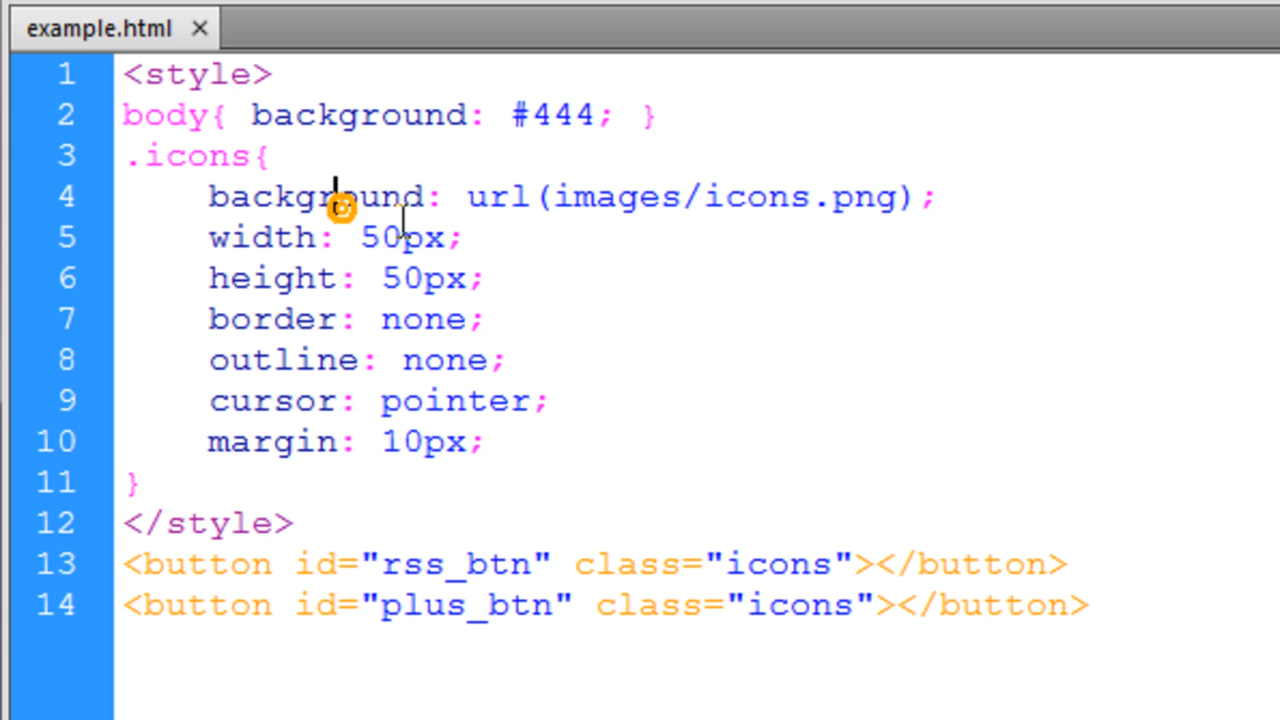 example.html ×
1 <style>
2 body{ background: #444; }
3 .icons{
4     background: url(images/icons.png);
5     width: 50px;
6     height: 50px;
7     border: none;
8     outline: none;
9     cursor: pointer;
10     margin: 10px;
11 }
12 </style>
13 <button id="rss_btn" class="icons"></button>
14 <button id="plus_btn" class="icons"></button>